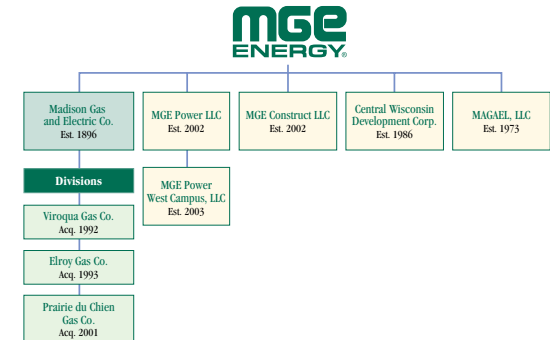 mge
ENERGY®
Madison Gas
and Electric Co.
Est. 1896
MGE Power LLC
Est. 2002
MGE Construct LLC
Est. 2002
Central Wisconsin
Development Corp.
Est. 1986
MAGAEL, LLC
Est. 1973
Divisions
MGE Power
West Campus, LLC
Est. 2003
Viroqua Gas Co.
Acq. 1992
Elroy Gas Co.
Acq. 1993
Prairie du Chien
Gas Co.
Acq. 2001